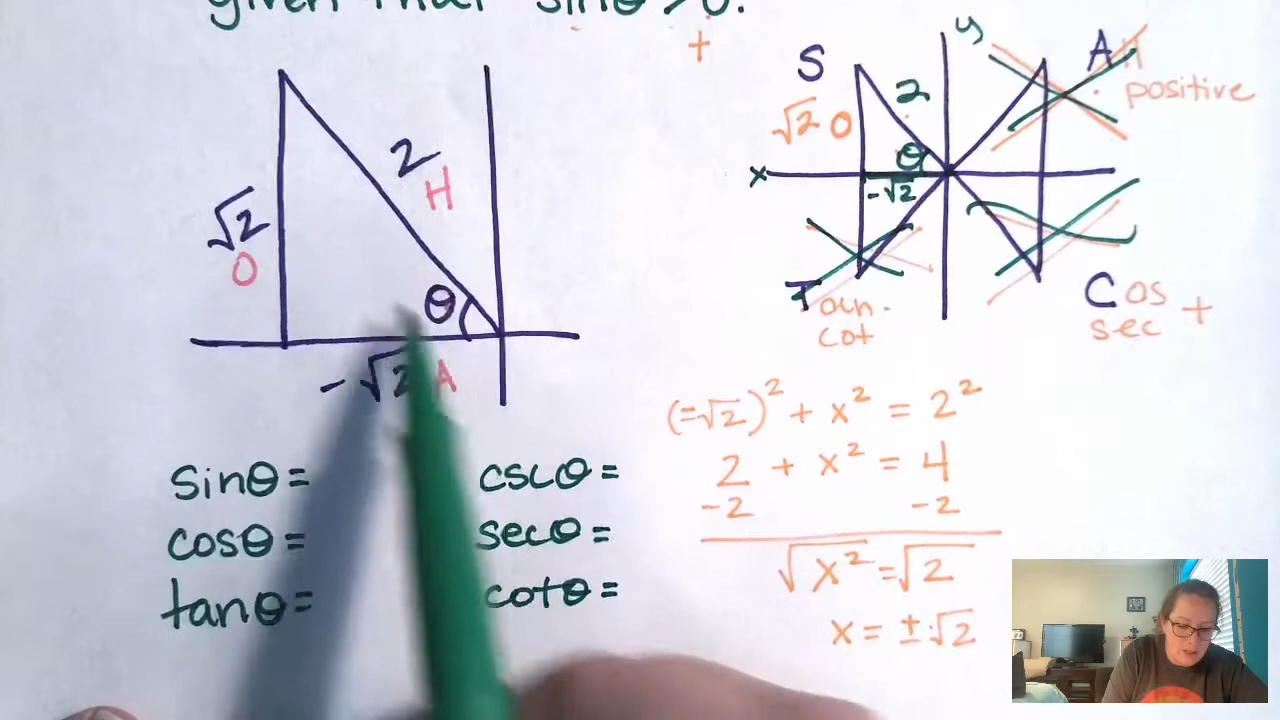 given that sinθ>0.
+
y
S
A
2
positive
√2 O
θ
x
-√2
2
H
√2
O
θ
-√2 A
Tan
cot
Cos
sec +
(-√2)² + x² = 2²
2 + x² = 4
-2 -2
√x² = √2
x = ±√2
sinθ= cscθ=
cosθ= secθ=
tanθ= cotθ=